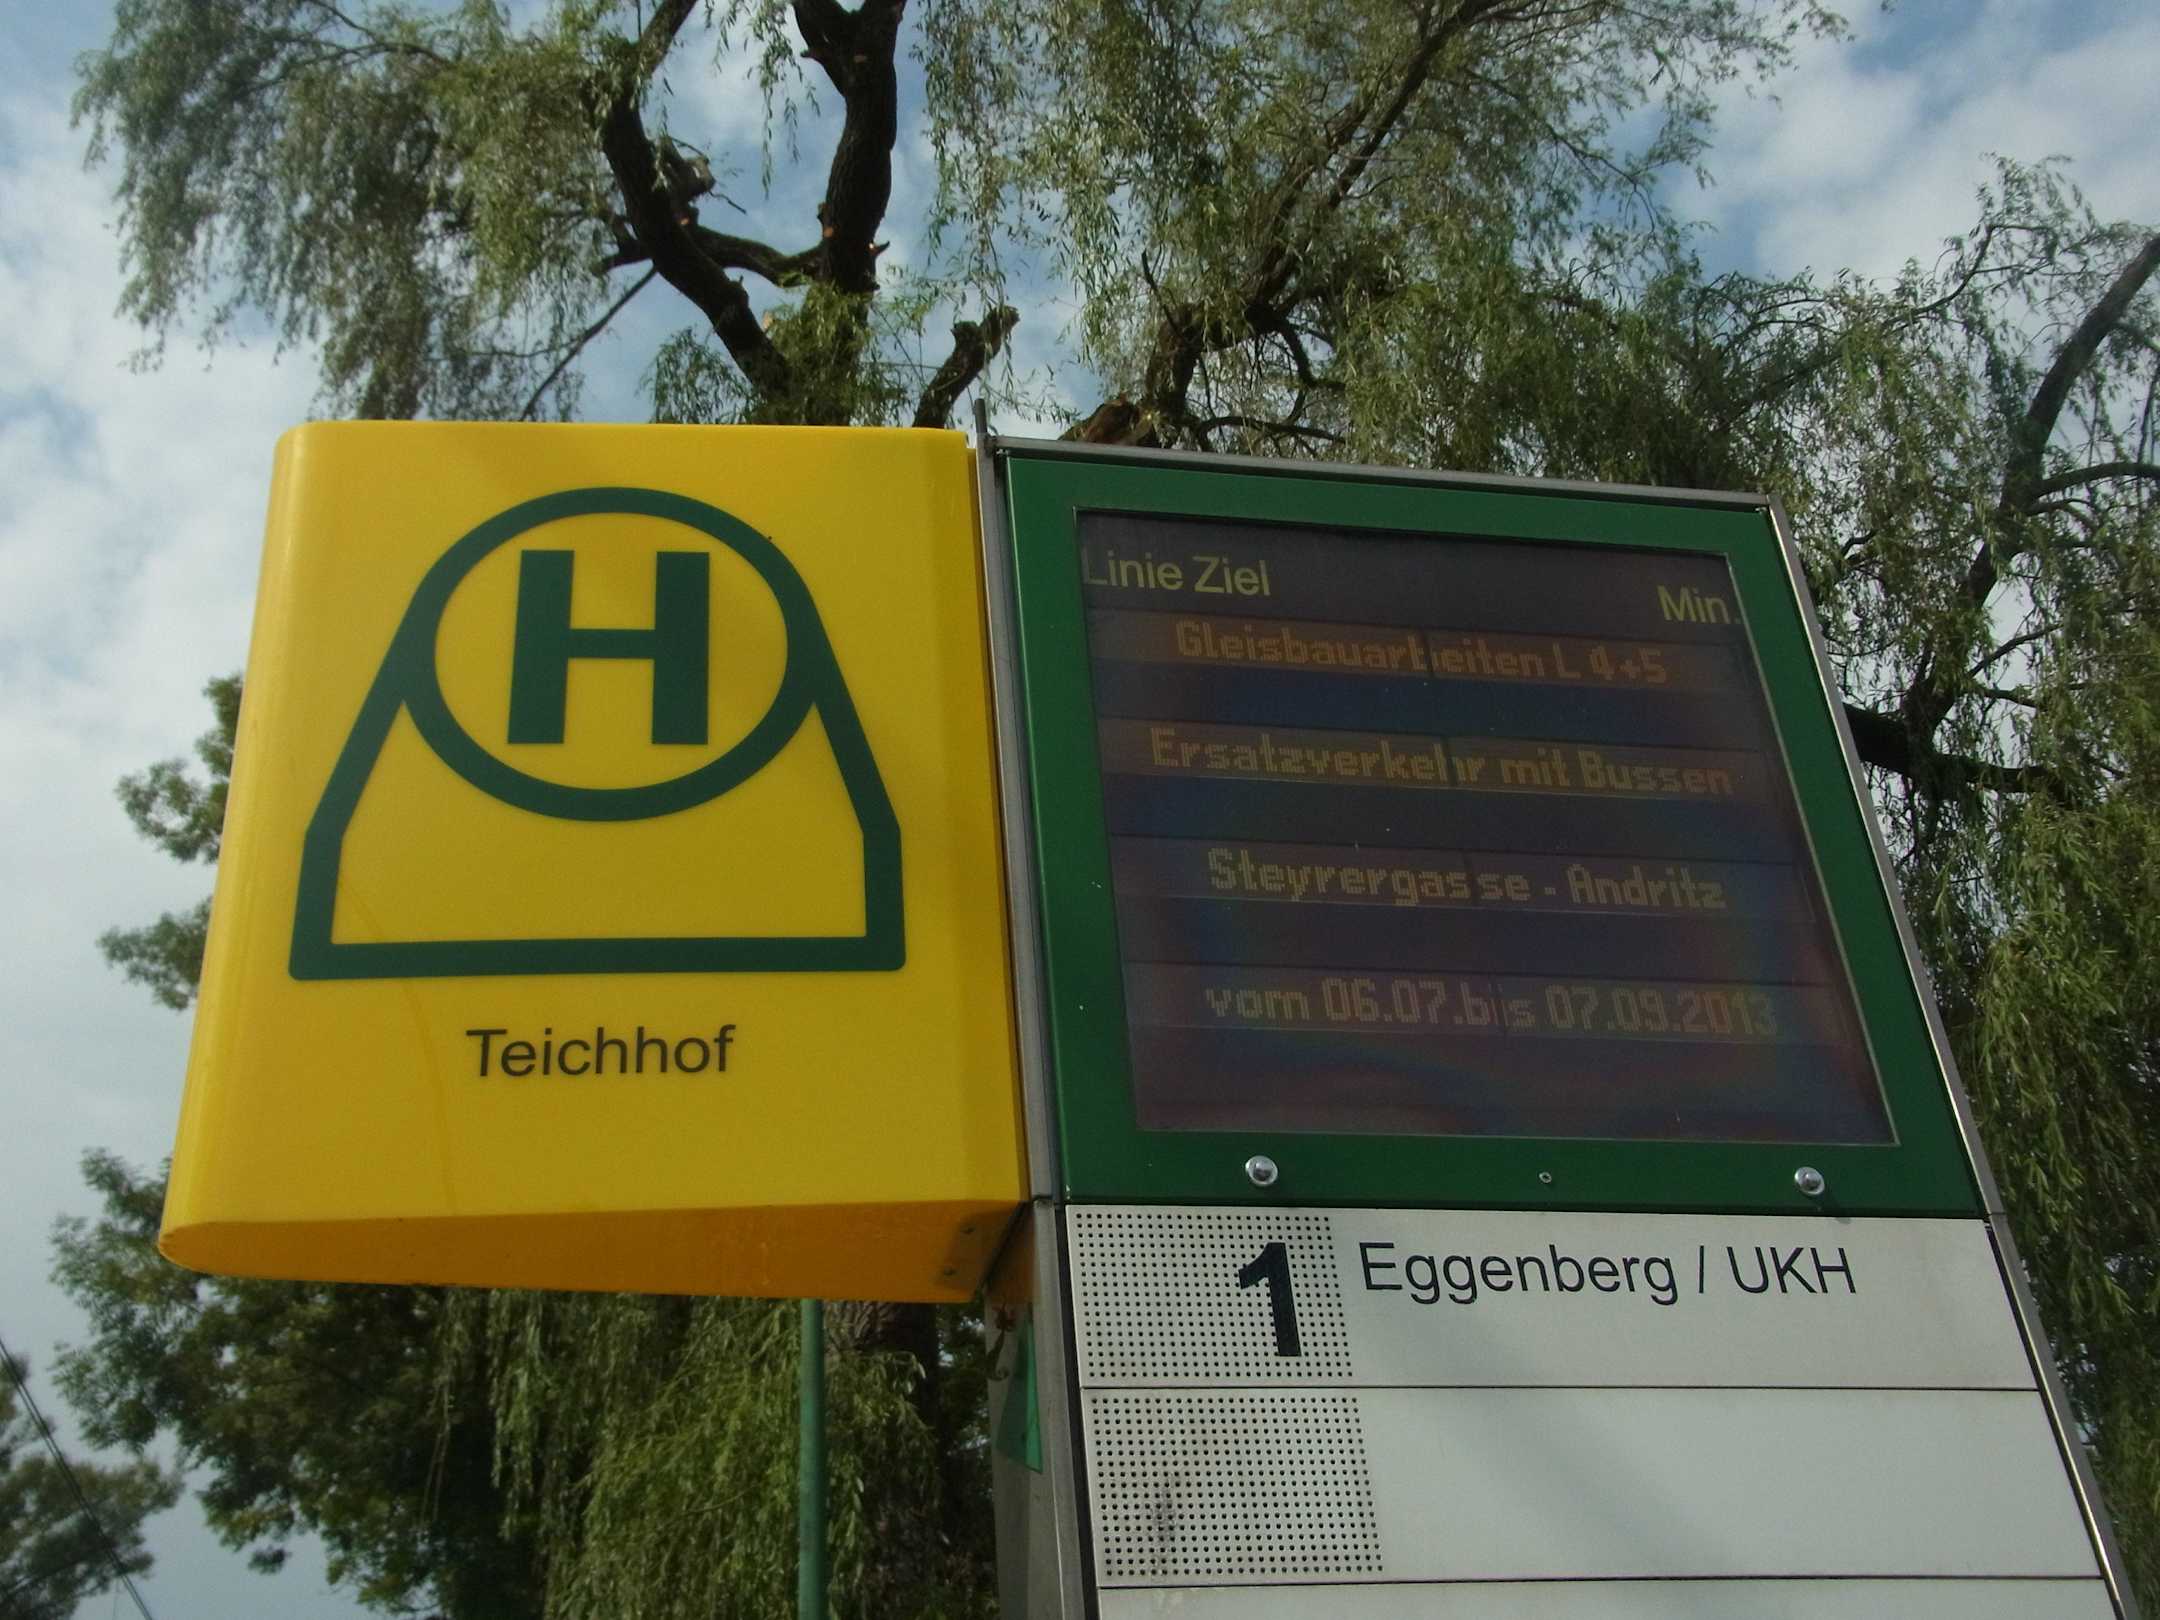 H
Teichhof
Linie Ziel Min.
Gleisbauarbeiten L 4+5
Ersatzverkehr mit Bussen
Steyrergasse - Andritz
vom 06.07.bis 07.09.2013
1 Eggenberg / UKH